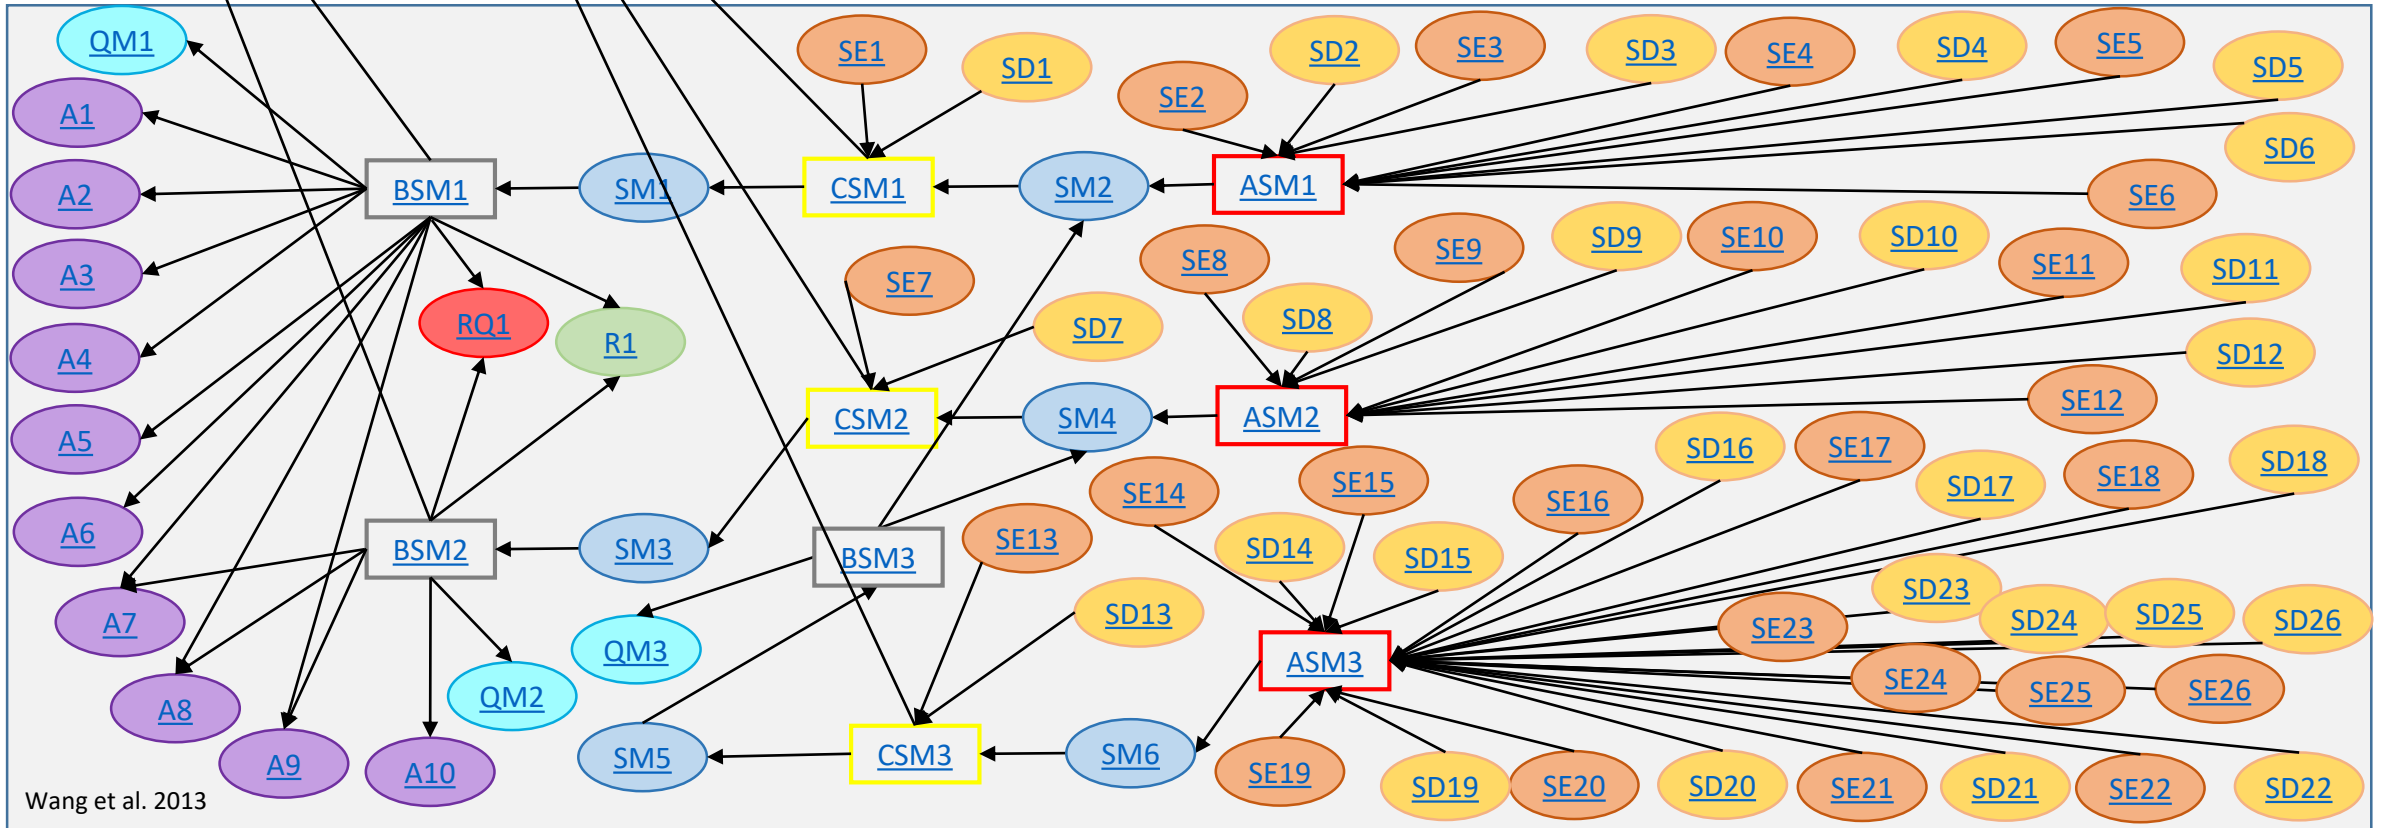 QM1
SE1
SD1
SD2
SE3
SD3
SE4
SD4
SE5
SD5
A1
SE2
SD6
A2
BSM1
SM1
CSM1
SM2
ASM1
SE6
A3
SE7
SE8
SE9
SD9
SE10
SD10
SE11
SD11
RQ1
R1
SD7
SD8
SD12
A4
A5
CSM2
SM4
ASM2
SE12
SD16
SE17
SD18
A6
SE14
SE15
SE16
SD17
SE18
BSM2
SM3
BSM3
SE13
SD14
SD15
A7
QM3
SD13
ASM3
SE23
SD23
SD24
SD25
SD26
A8
QM2
SE24
SE25
SE26
A9
A10
SM5
CSM3
SM6
SE19
SD19
SE20
SD20
SE21
SD21
SE22
SD22
Wang et al. 2013